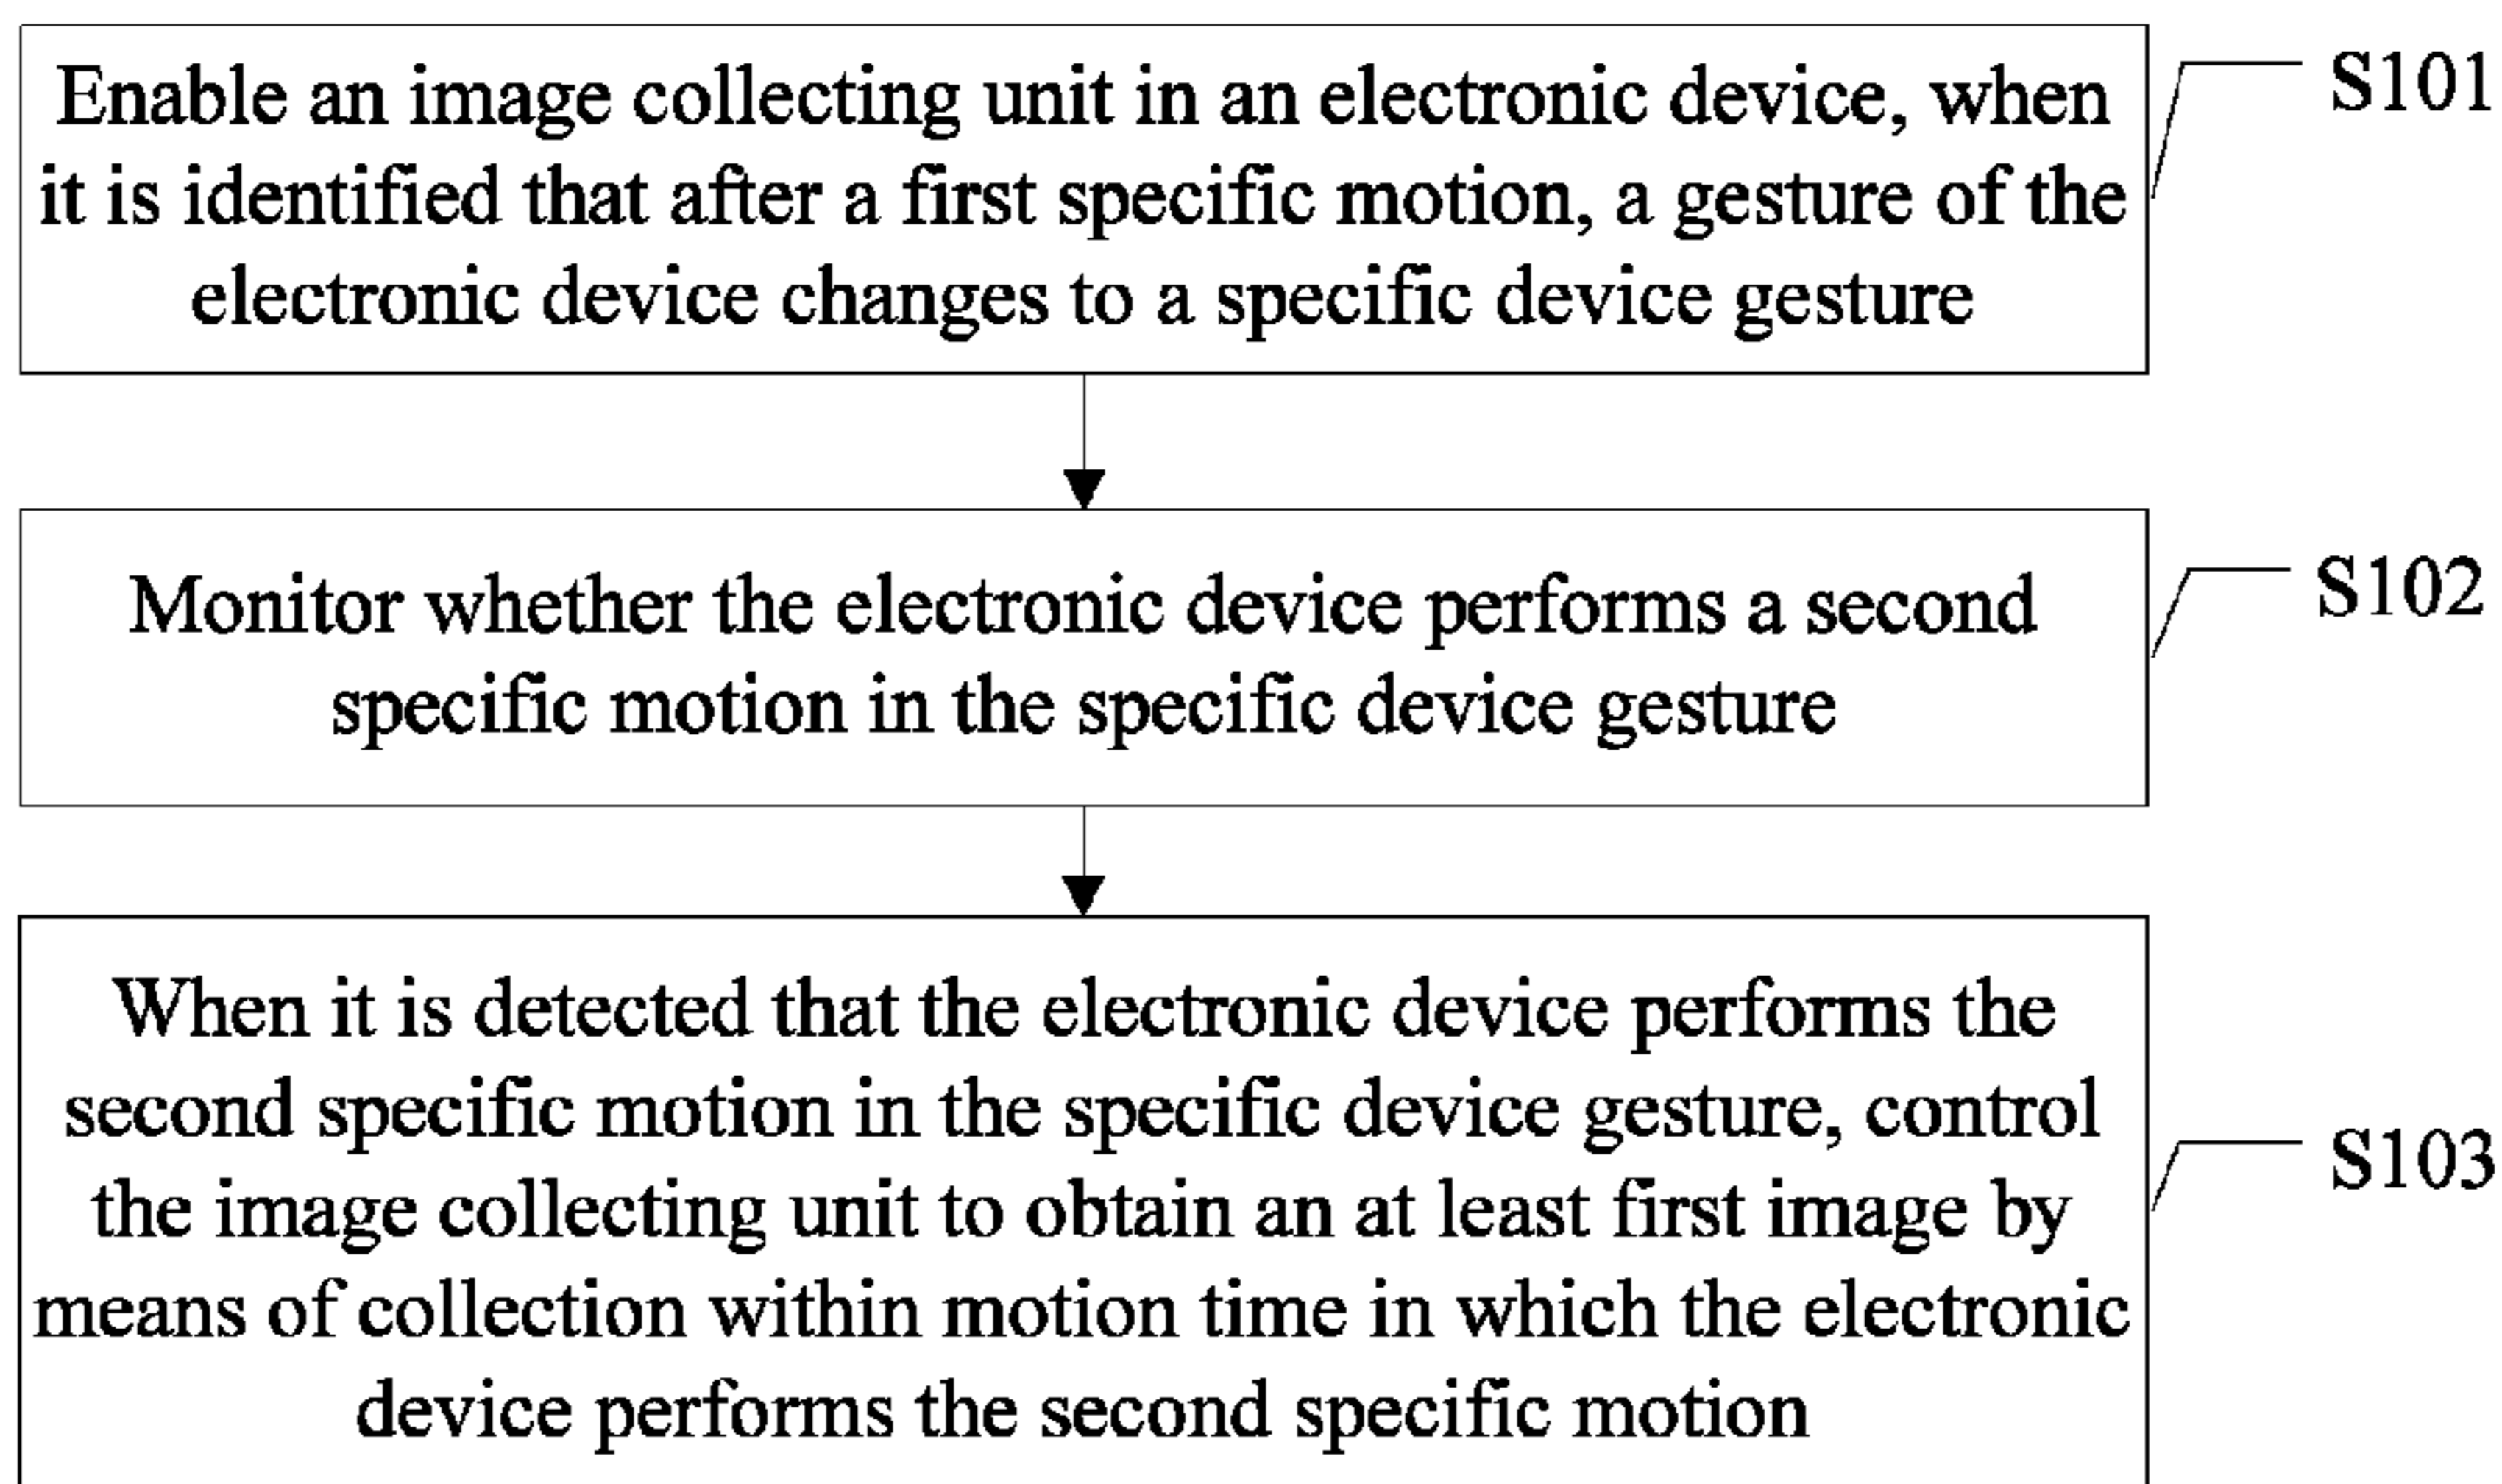 Enable an image collecting unit in an electronic device, when
it is identified that after a first specific motion, a gesture of the
electronic device changes to a specific device gesture
S101
Monitor whether the electronic device performs a second
specific motion in the specific device gesture
S102
When it is detected that the electronic device performs the
second specific motion in the specific device gesture, control
the image collecting unit to obtain an at least first image by
means of collection within motion time in which the electronic
device performs the second specific motion
S103